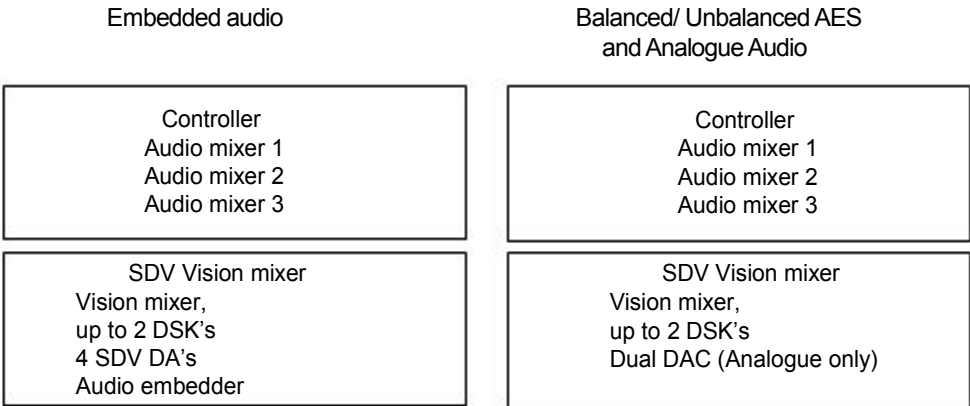 Embedded audio
Controller
Audio mixer 1
Audio mixer 2
Audio mixer 3
SDV Vision mixer
Vision mixer,
up to 2 DSK's
4 SDV DA's
Audio embedder
Balanced/ Unbalanced AES
and Analogue Audio
Controller
Audio mixer 1
Audio mixer 2
Audio mixer 3
SDV Vision mixer
Vision mixer,
up to 2 DSK's
Dual DAC (Analogue only)